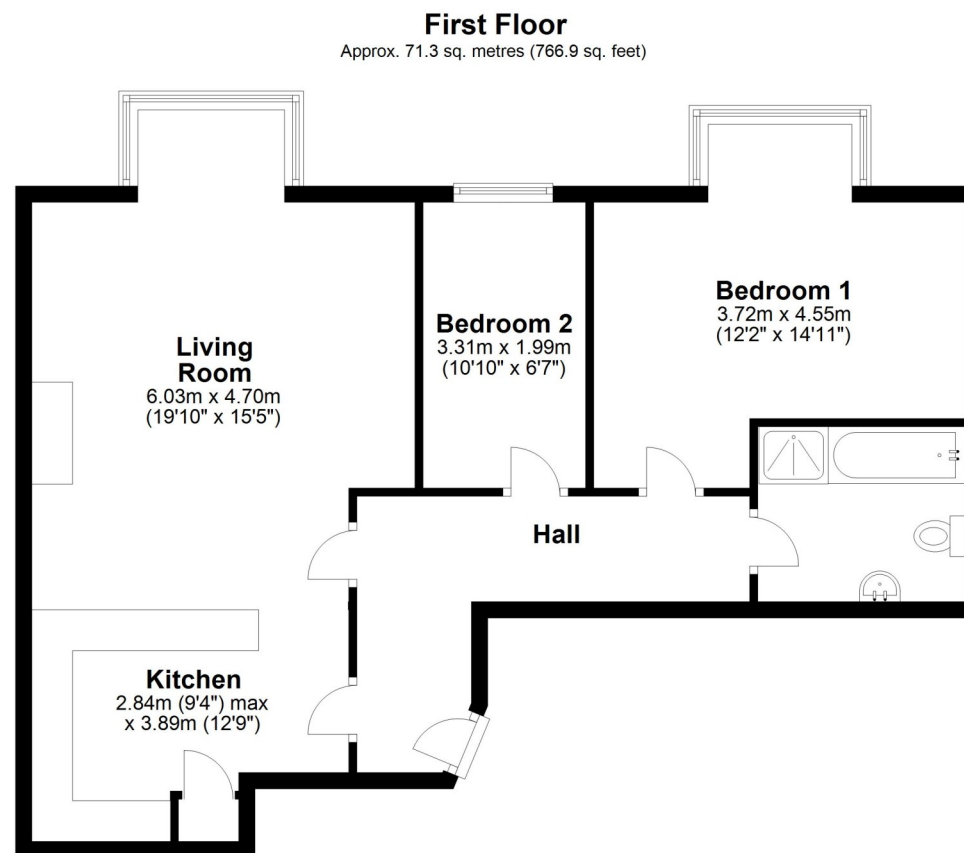 First Floor
Approx. 71.3 sq. metres (766.9 sq. feet)
Bedroom 1
3.72m x 4.55m
(12'2" x 14'11")
Bedroom 2
3.31m x 1.99m
(10'10" x 6'7")
Living
Room
6.03m x 4.70m
(19'10" x 15'5")
Hall
Kitchen
2.84m (9'4") max
x 3.89m (12'9")